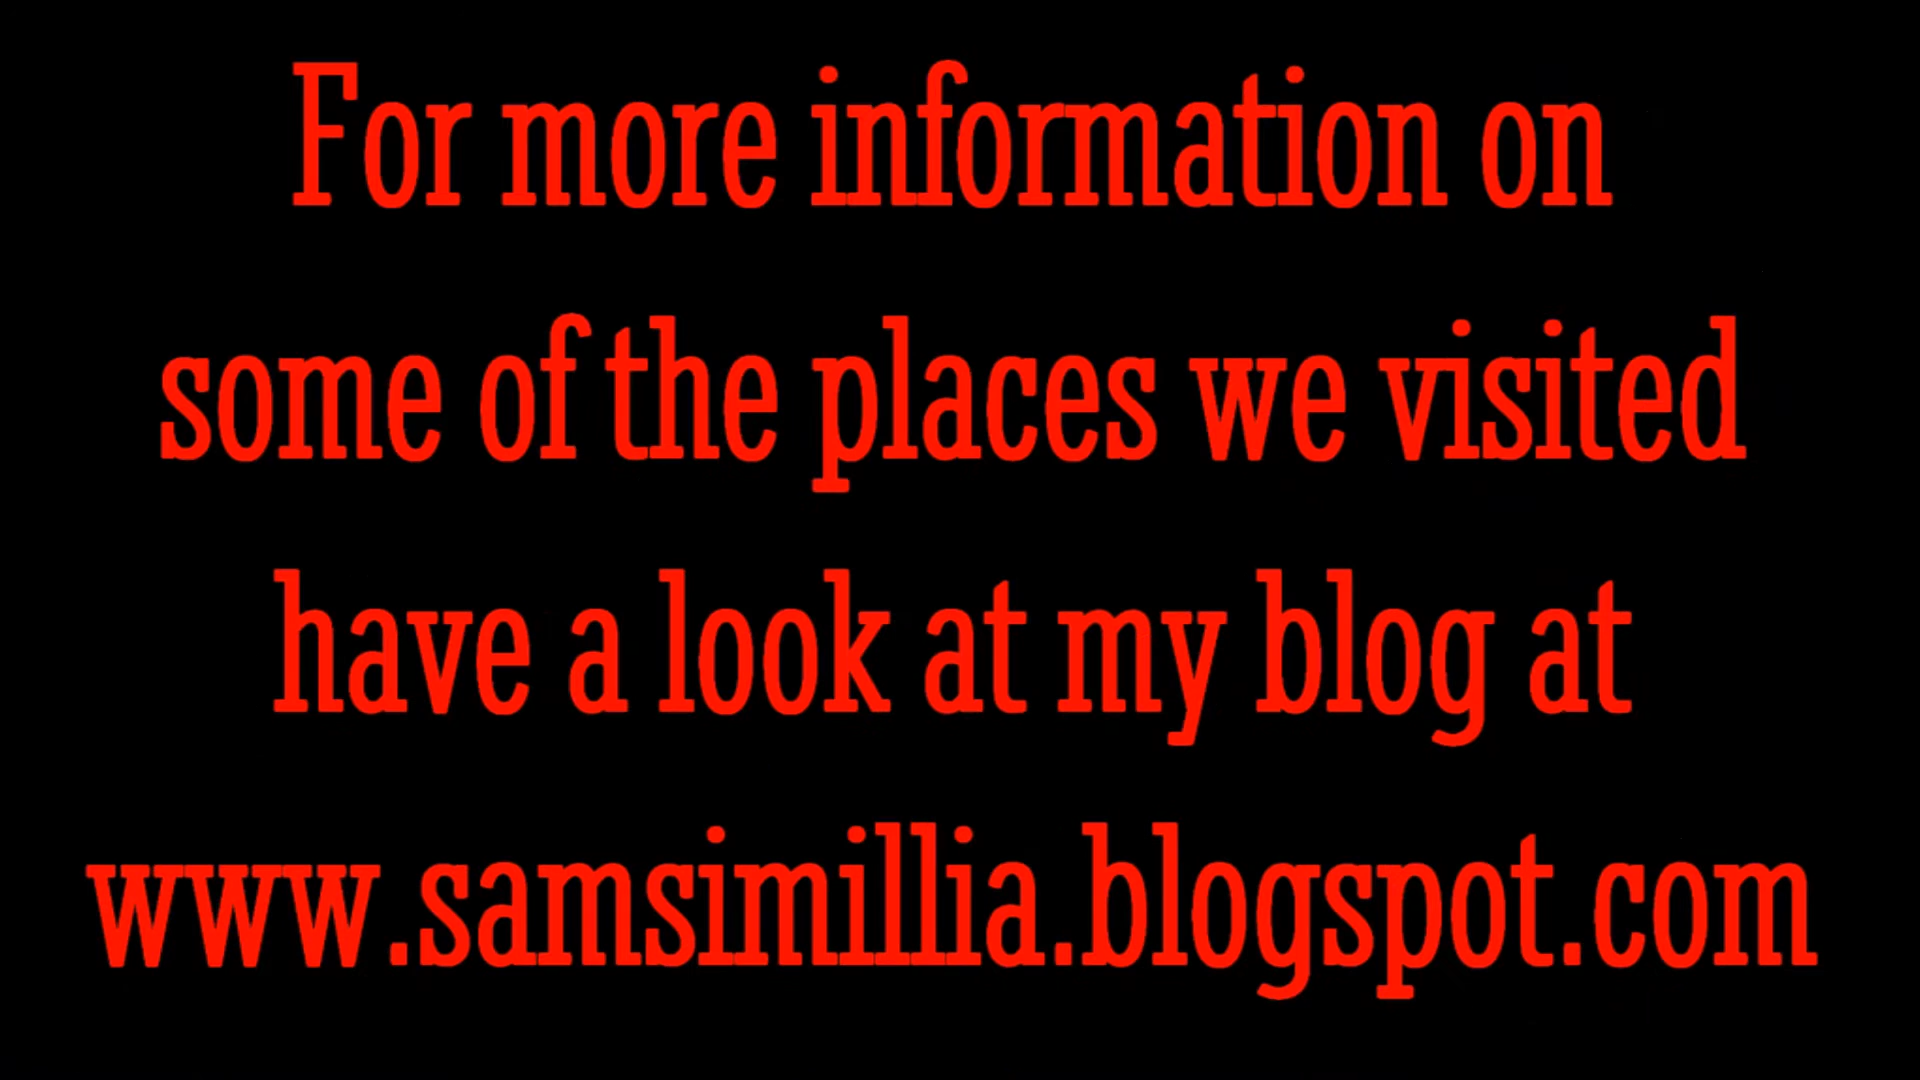 For more information on
some of the places we visited
have a look at my blog at
www.samsimillia.blogspot.com